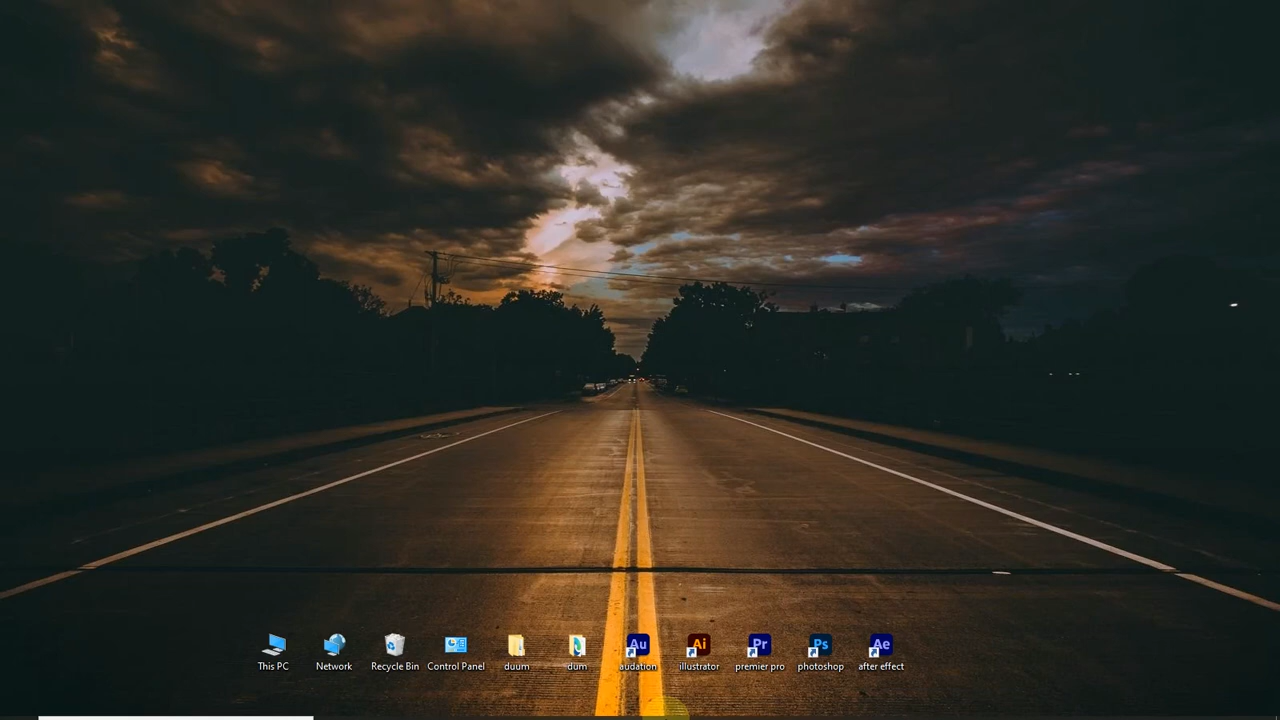 Au
Ai
Pr
Ps
Ae
This PC
Network
Recycle Bin
Control Panel
duum
dum
audation
illustrator
premier pro
photoshop
after effect